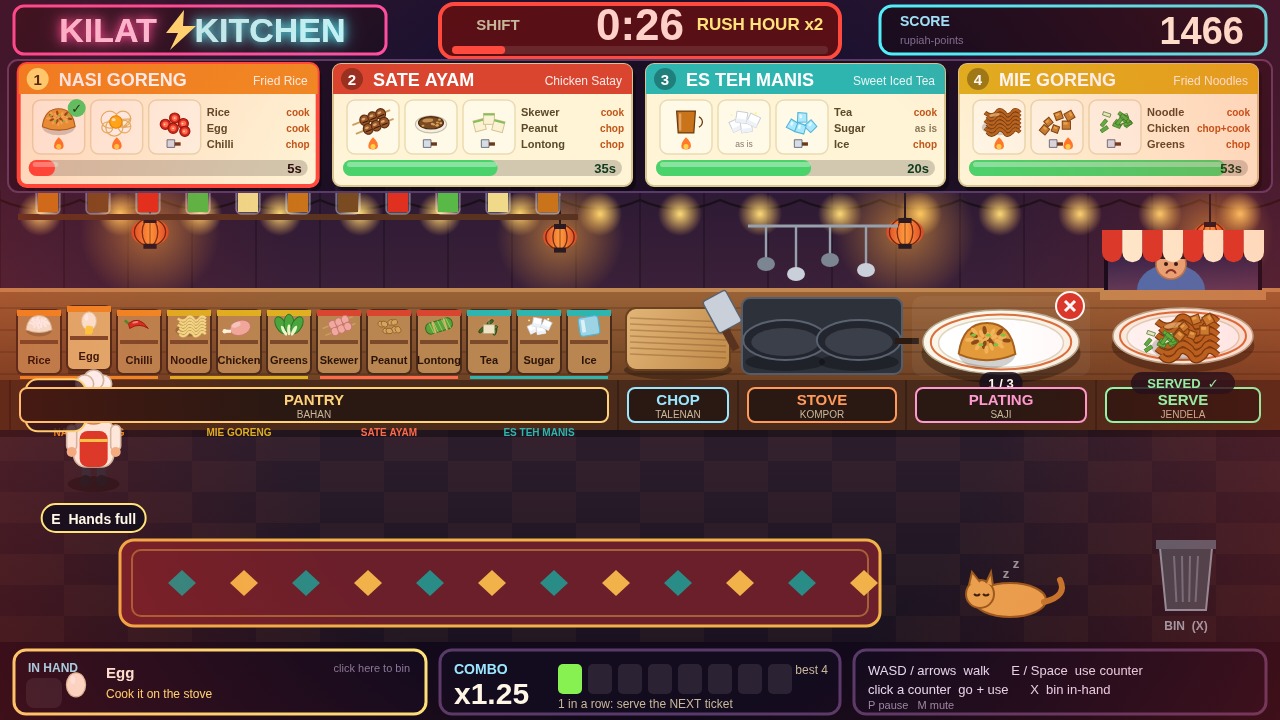 KILAT KITCHEN
SHIFT 0:26 RUSH HOUR x2
SCORE
rupiah-points
1466
1 NASI GORENG Fried Rice
Rice cook
Egg cook
Chilli chop
5s
2 SATE AYAM Chicken Satay
Skewer cook
Peanut chop
Lontong chop
35s
3 ES TEH MANIS Sweet Iced Tea
as is
Tea cook
Sugar as is
Ice chop
20s
4 MIE GORENG Fried Noodles
Noodle cook
Chicken chop+cook
Greens chop
53s
Rice Egg Chilli Noodle Chicken Greens Skewer Peanut Lontong Tea Sugar Ice
1 / 3
SERVED ✓
PANTRY
BAHAN
CHOP
TALENAN
STOVE
KOMPOR
PLATING
SAJI
SERVE
JENDELA
MIE GORENG SATE AYAM ES TEH MANIS
E Hands full
z z
BIN (X)
IN HAND
Egg
Cook it on the stove
click here to bin
COMBO
x1.25
best 4
1 in a row: serve the NEXT ticket
WASD / arrows walk E / Space use counter
click a counter go + use X bin in-hand
P pause M mute